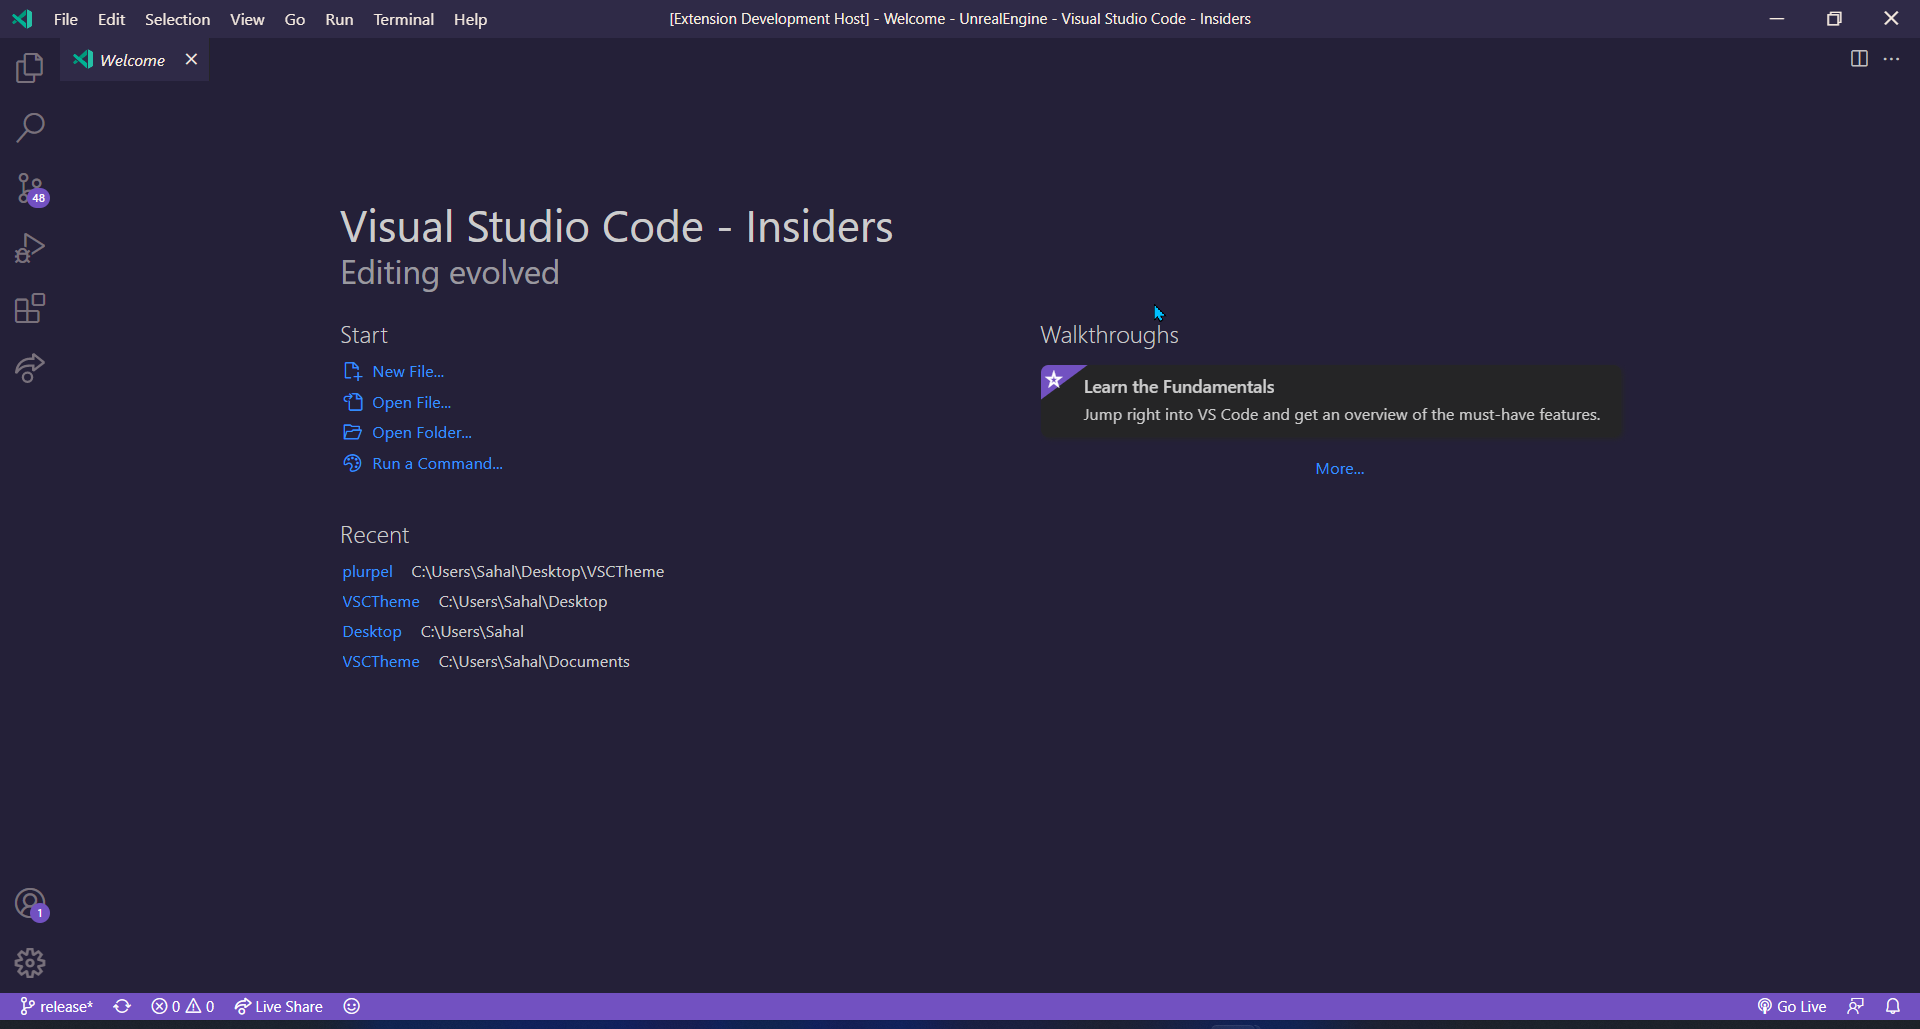 File Edit Selection View Go Run Terminal Help [Extension Development Host] - Welcome - UnrealEngine - Visual Studio Code - Insiders
Welcome
48
Visual Studio Code - Insiders
Editing evolved
Start
New File...
Open File...
Open Folder...
Run a Command...
Walkthroughs
Learn the Fundamentals
Jump right into VS Code and get an overview of the must-have features.
More...
Recent
plurpel C:\Users\Sahal\Desktop\VSCTheme
VSCTheme C:\Users\Sahal\Desktop
Desktop C:\Users\Sahal
VSCTheme C:\Users\Sahal\Documents
1
release* 0 0 Live Share Go Live